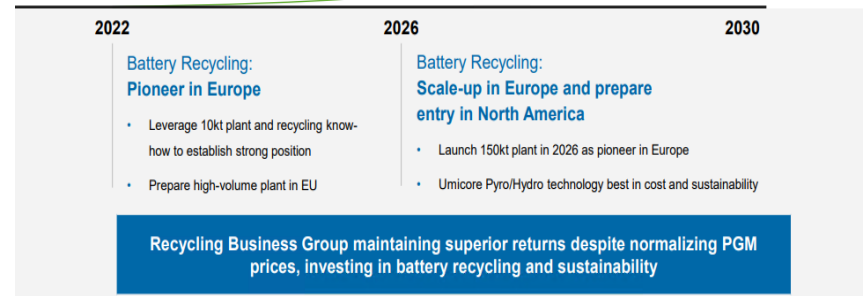 2022
2026
2030
Battery Recycling:
Pioneer in Europe
• Leverage 10kt plant and recycling know-
how to establish strong position
• Prepare high-volume plant in EU
Battery Recycling:
Scale-up in Europe and prepare
entry in North America
• Launch 150kt plant in 2026 as pioneer in Europe
• Umicore Pyro/Hydro technology best in cost and sustainability
Recycling Business Group maintaining superior returns despite normalizing PGM
prices, investing in battery recycling and sustainability